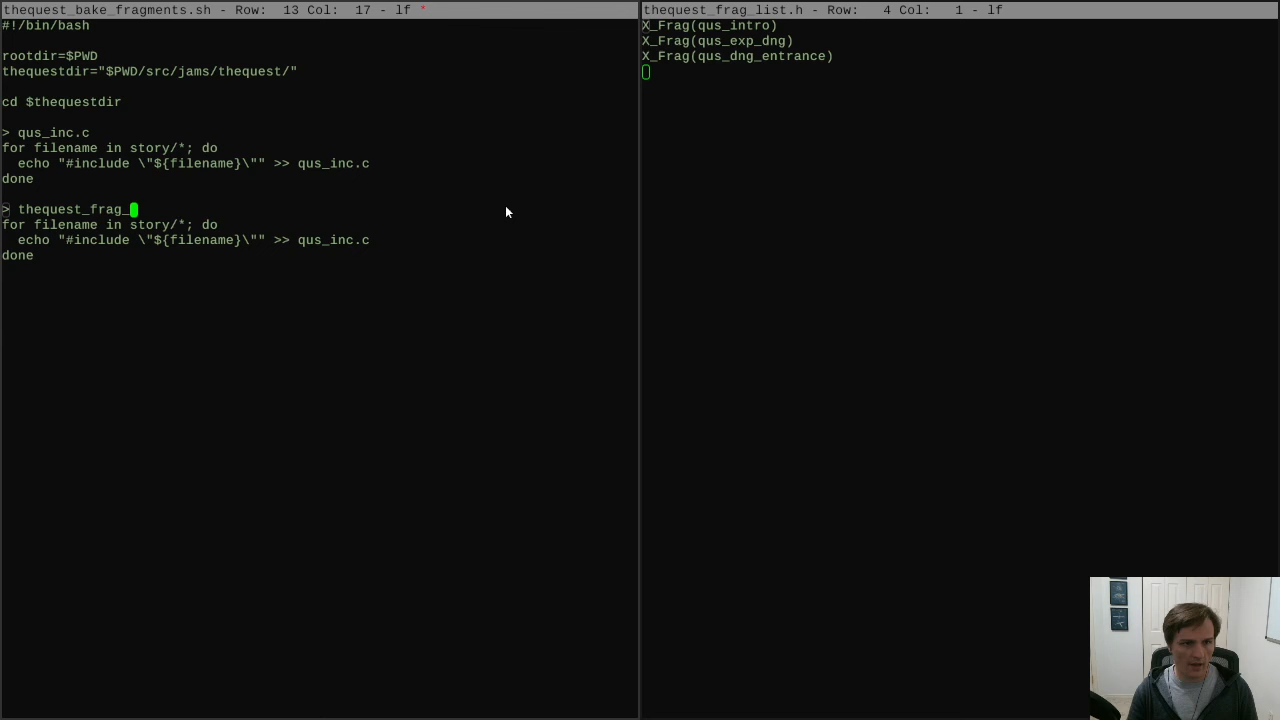 thequest_bake_fragments.sh - Row:  13 Col:  17 - lf *
#!/bin/bash
rootdir=$PWD
thequestdir="$PWD/src/jams/thequest/"
cd $thequestdir
> qus_inc.c
for filename in story/*; do
  echo "#include \"${filename}\"" >> qus_inc.c
done
> thequest_frag_
for filename in story/*; do
  echo "#include \"${filename}\"" >> qus_inc.c
done
thequest_frag_list.h - Row:   4 Col:   1 - lf
X_Frag(qus_intro)
X_Frag(qus_exp_dng)
X_Frag(qus_dng_entrance)